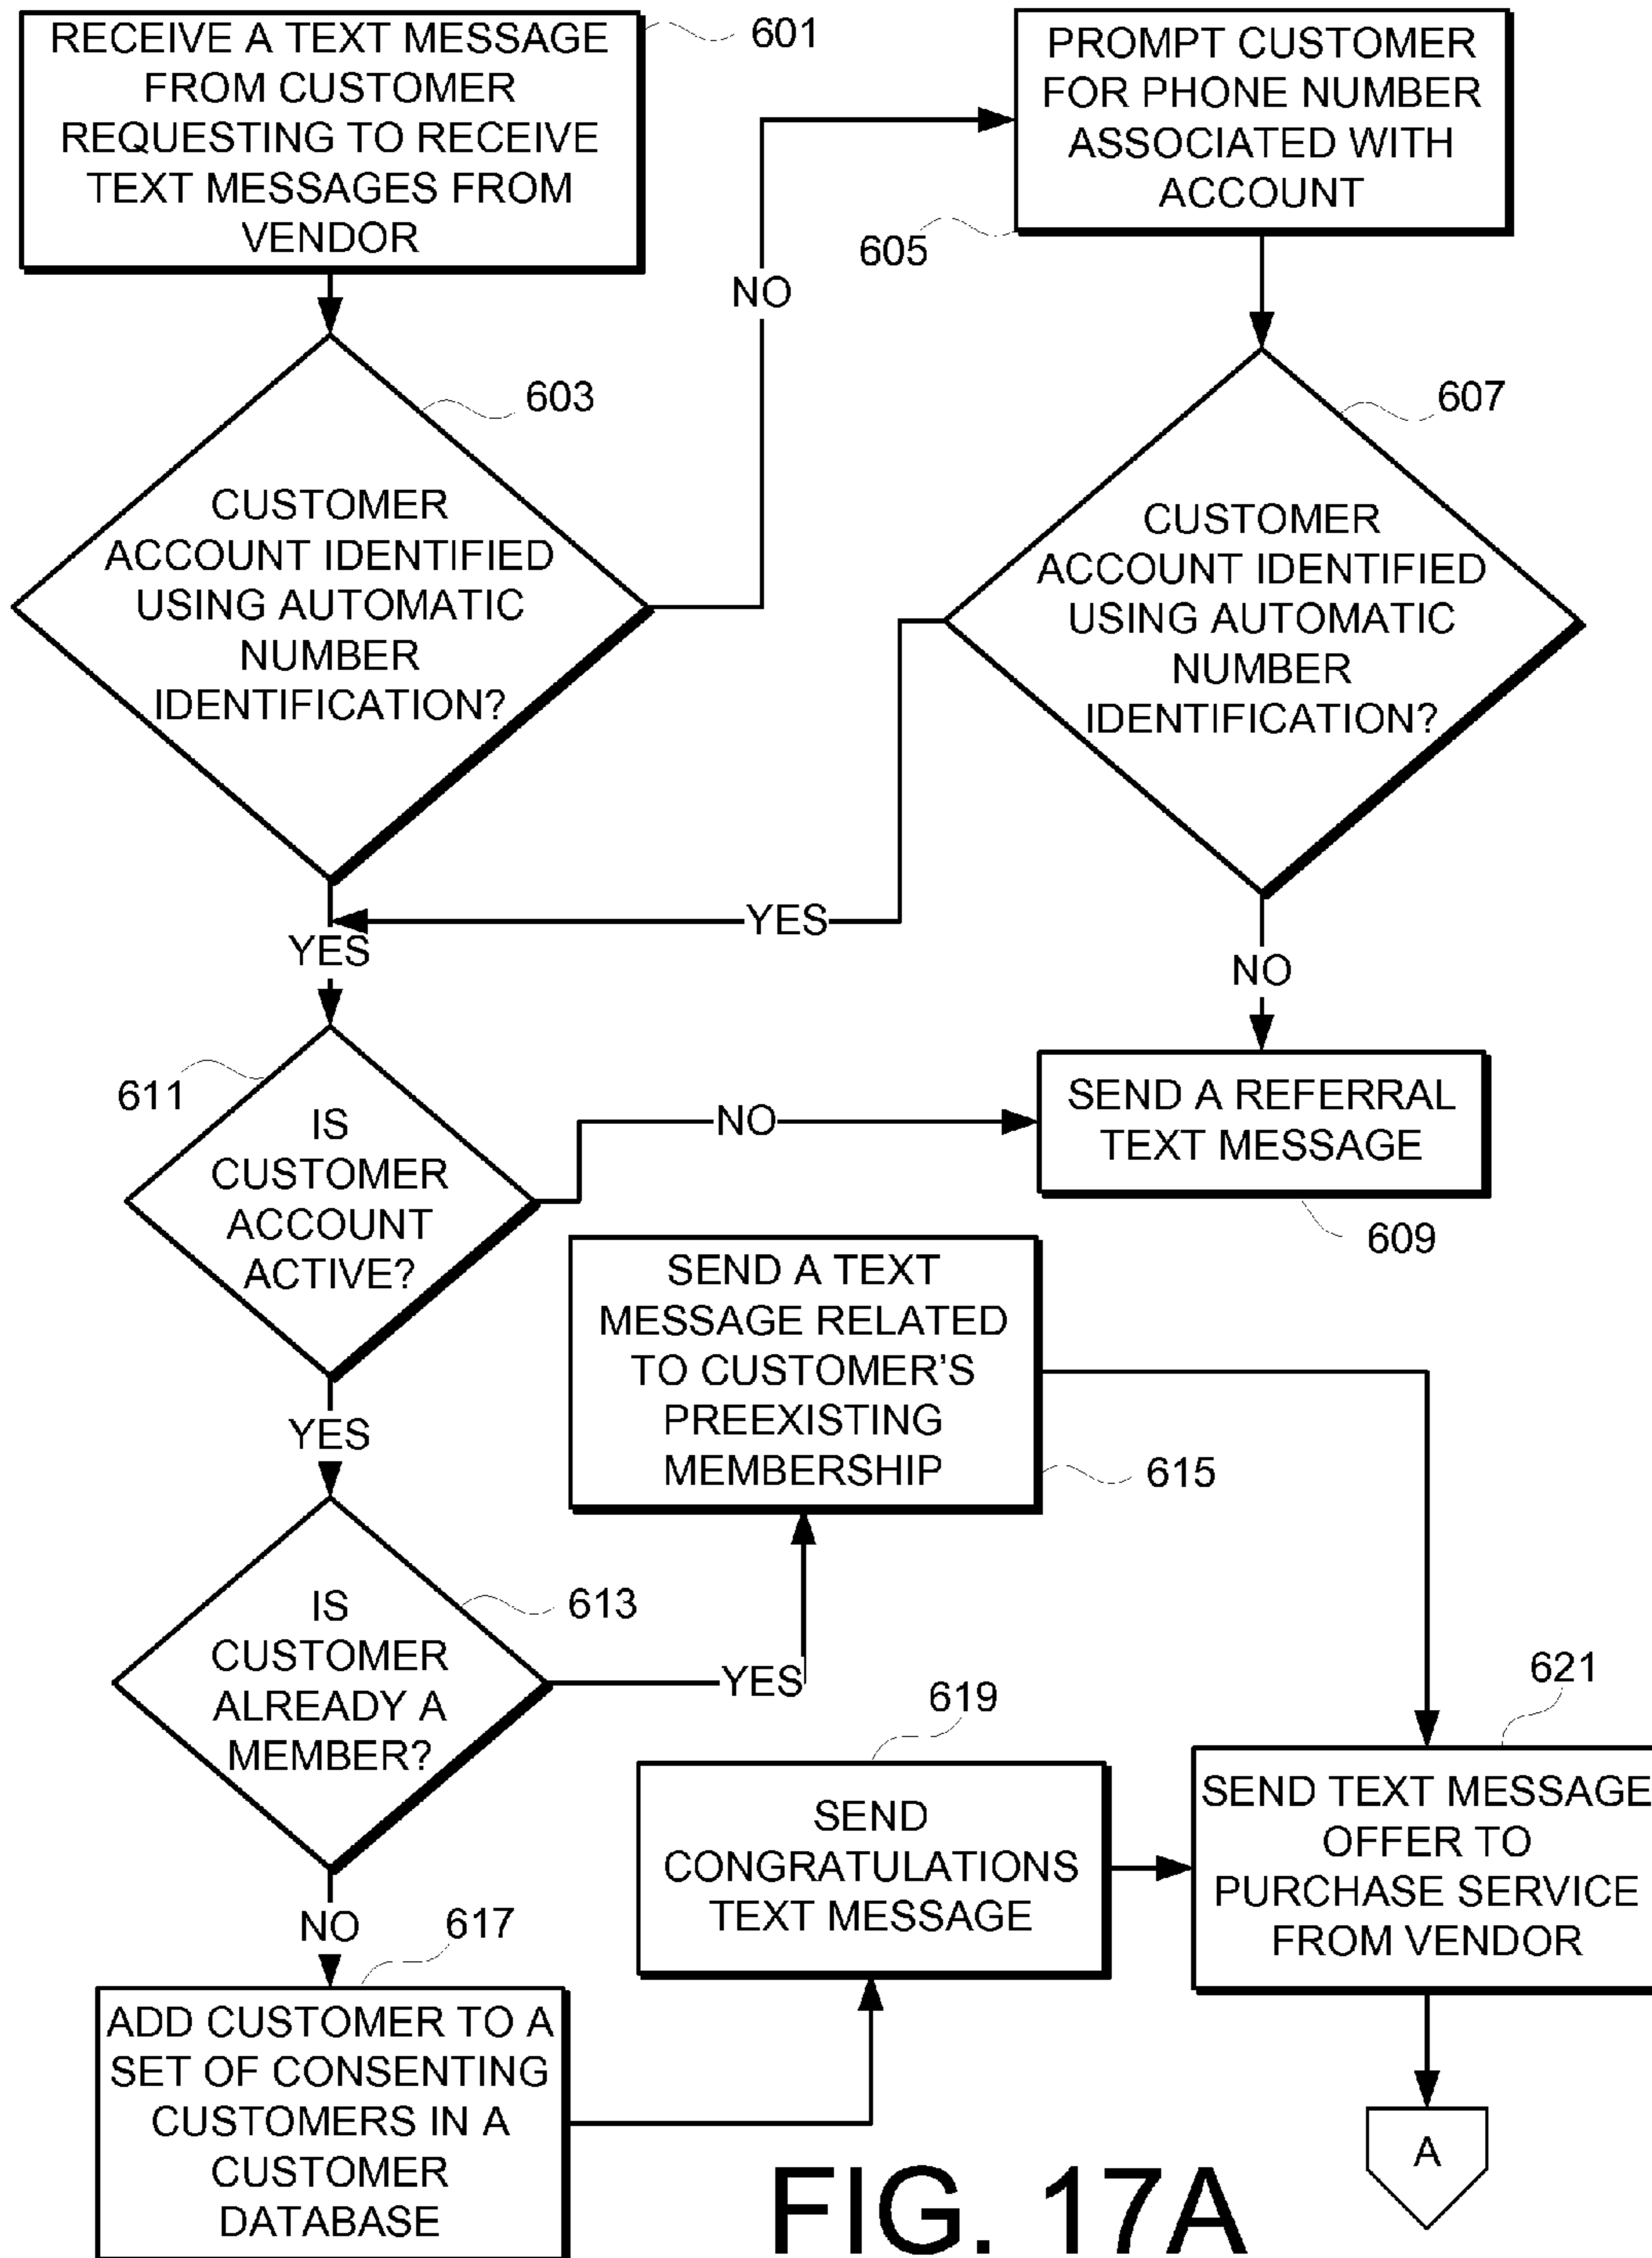 RECEIVE A TEXT MESSAGE
FROM CUSTOMER
REQUESTING TO RECEIVE
TEXT MESSAGES FROM
VENDOR
601
PROMPT CUSTOMER
FOR PHONE NUMBER
ASSOCIATED WITH
ACCOUNT
605
NO
603
CUSTOMER
ACCOUNT IDENTIFIED
USING AUTOMATIC
NUMBER
IDENTIFICATION?
607
CUSTOMER
ACCOUNT IDENTIFIED
USING AUTOMATIC
NUMBER
IDENTIFICATION?
YES
YES
NO
611
IS
CUSTOMER
ACCOUNT
ACTIVE?
NO
SEND A REFERRAL
TEXT MESSAGE
609
SEND A TEXT
MESSAGE RELATED
TO CUSTOMER'S
PREEXISTING
MEMBERSHIP
615
YES
613
IS
CUSTOMER
ALREADY A
MEMBER?
YES
619
SEND
CONGRATULATIONS
TEXT MESSAGE
621
SEND TEXT MESSAGE
OFFER TO
PURCHASE SERVICE
FROM VENDOR
NO
617
ADD CUSTOMER TO A
SET OF CONSENTING
CUSTOMERS IN A
CUSTOMER
DATABASE
A
FIG. 17A